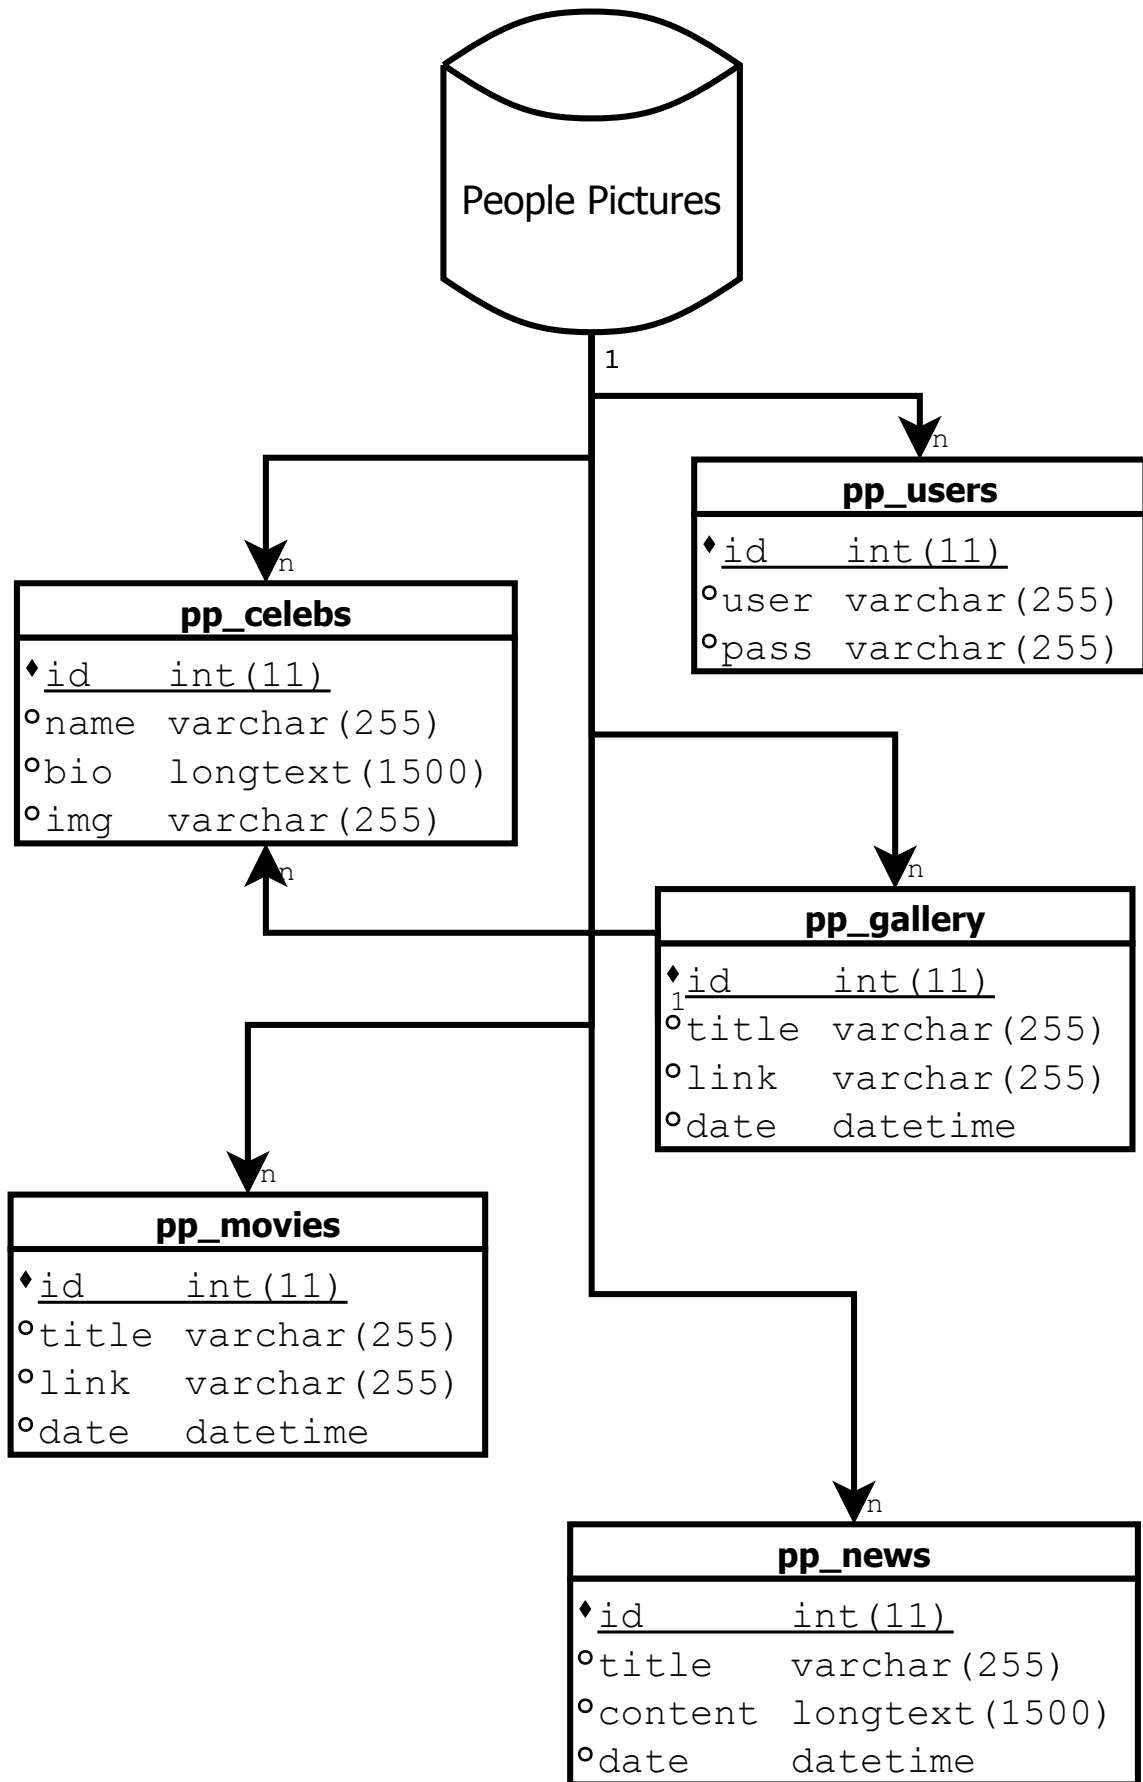 People Pictures
1
n
pp_users
id int(11)
user varchar(255)
pass varchar(255)
n
pp_celebs
id int(11)
name varchar(255)
bio longtext(1500)
img varchar(255)
n
n
pp_gallery
id int(11)
1
title varchar(255)
link varchar(255)
date datetime
n
pp_movies
id int(11)
title varchar(255)
link varchar(255)
date datetime
n
pp_news
id int(11)
title varchar(255)
content longtext(1500)
date datetime